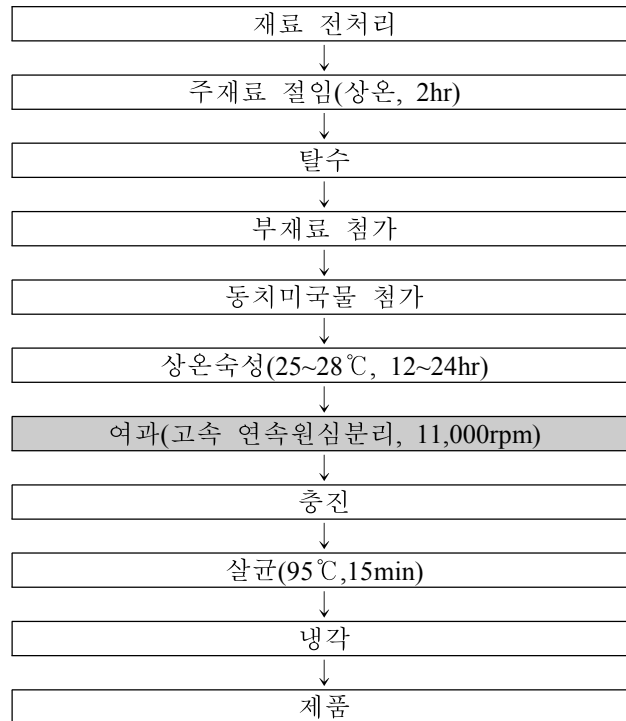 재료 전처리
주재료 절임(상온, 2hr)
탈수
부재료 첨가
동치미국물 첨가
상온숙성(25~28℃, 12~24hr)
여과(고속 연속원심분리, 11,000rpm)
충진
살균(95℃,15min)
냉각
제품